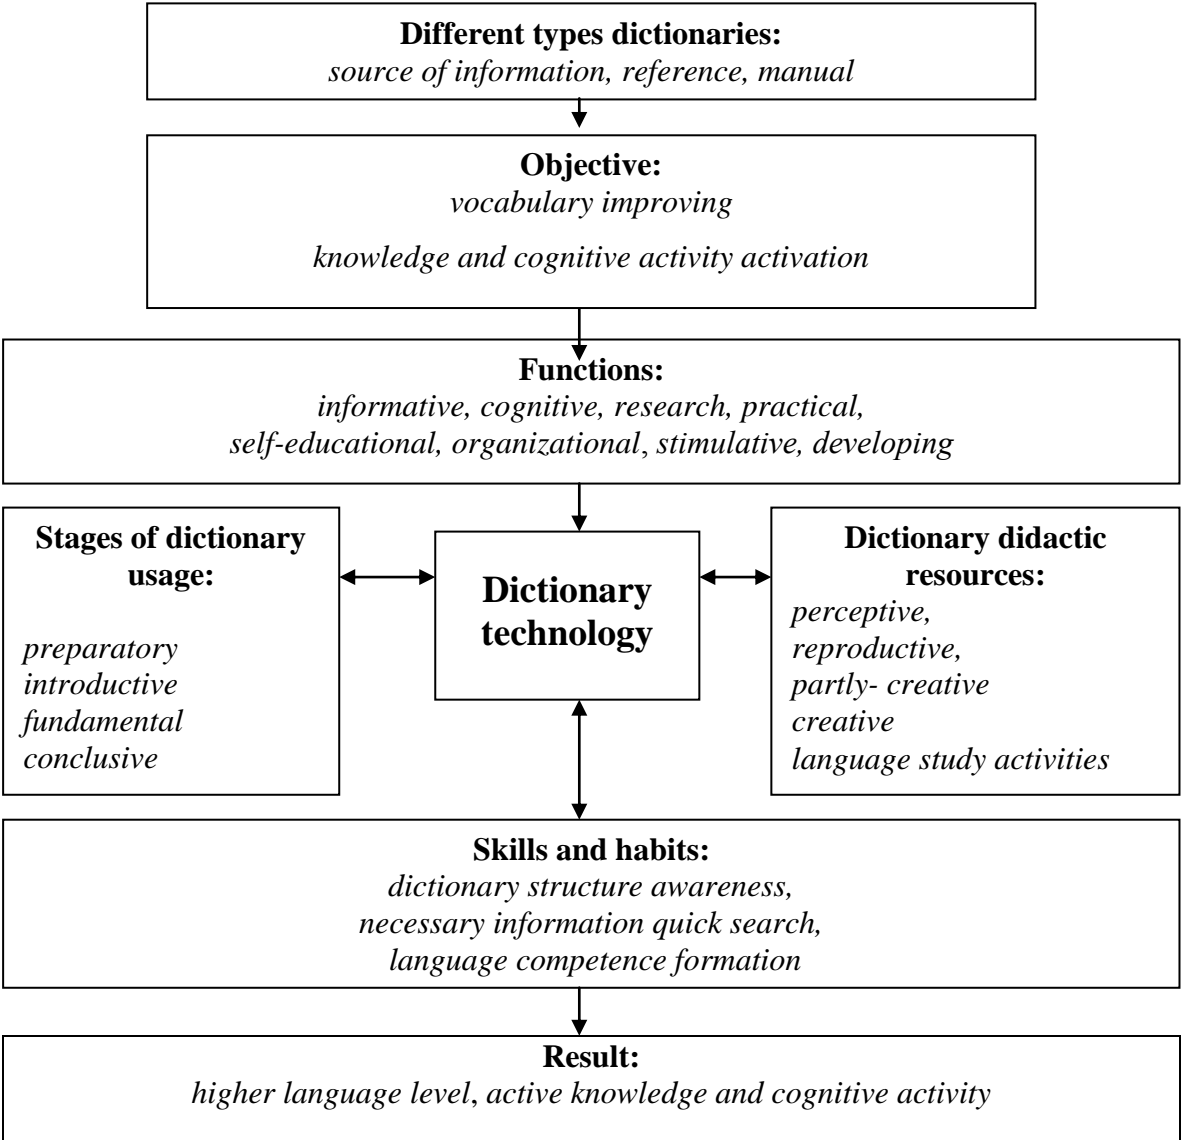 Different types dictionaries:
source of information, reference, manual
Objective:
vocabulary improving
knowledge and cognitive activity activation
Functions:
informative, cognitive, research, practical,
self-educational, organizational, stimulative, developing
Stages of dictionary
usage:
preparatory
introductive
fundamental
conclusive
Dictionary
technology
Dictionary didactic
resources:
perceptive,
reproductive,
partly- creative
creative
language study activities
Skills and habits:
dictionary structure awareness,
necessary information quick search,
language competence formation
Result:
higher language level, active knowledge and cognitive activity